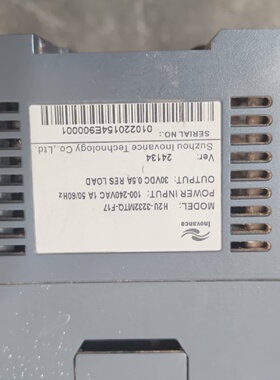 Inovance
MODEL: H2U-3232MTQ-F17
POWER INPUT: 100-240VAC 1A 50/60Hz
OUTPUT: 30VDC 0.5A RES LOAD
Ver: 24134
Suzhou Inovance Technology Co.,Ltd.
SERIAL NO.: 010220154E900001